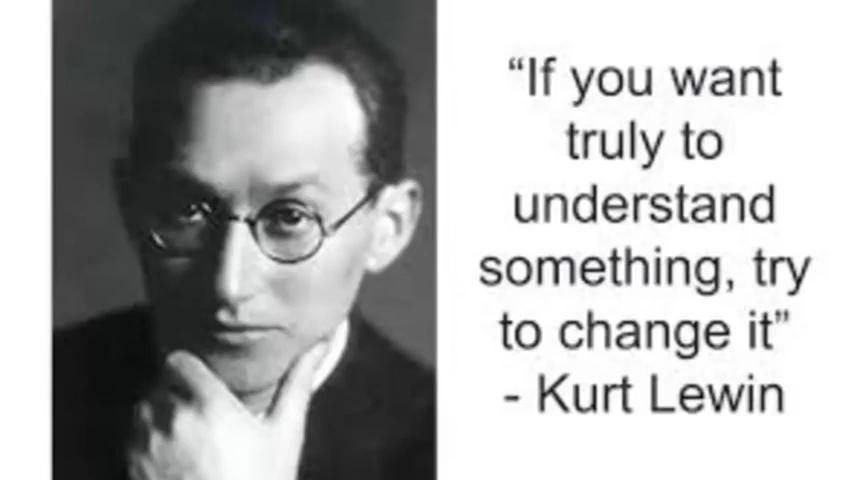 “If you want
truly to
understand
something, try
to change it”
- Kurt Lewin